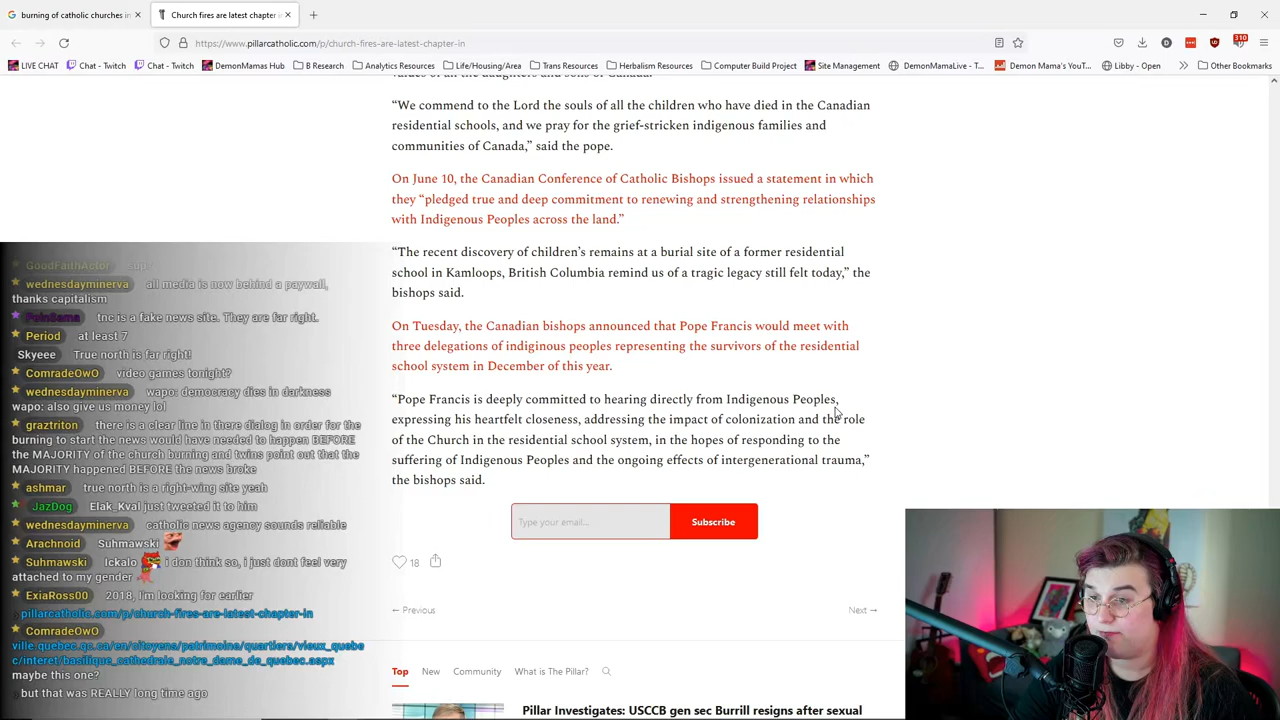 burning of catholic churches in
Church fires are latest chapter in
https://www.pillarcatholic.com/p/church-fires-are-latest-chapter-in
310
LIVE CHAT
Chat - Twitch
Chat - Twitch
DemonMamas Hub
B Research
Analytics Resources
Life/Housing/Area
Trans Resources
Herbalism Resources
Computer Build Project
Site Management
DemonMamaLive - T...
Demon Mama's YouT...
Libby - Open
Other Bookmarks
values of all the daughters and sons of Canada.
“We commend to the Lord the souls of all the children who have died in the Canadian
residential schools, and we pray for the grief-stricken indigenous families and
communities of Canada,” said the pope.
On June 10, the Canadian Conference of Catholic Bishops issued a statement in which
they “pledged true and deep commitment to renewing and strengthening relationships
with Indigenous Peoples across the land.”
“The recent discovery of children’s remains at a burial site of a former residential
school in Kamloops, British Columbia remind us of a tragic legacy still felt today,” the
bishops said.
On Tuesday, the Canadian bishops announced that Pope Francis would meet with
three delegations of indiginous peoples representing the survivors of the residential
school system in December of this year.
“Pope Francis is deeply committed to hearing directly from Indigenous Peoples,
expressing his heartfelt closeness, addressing the impact of colonization and the role
of the Church in the residential school system, in the hopes of responding to the
suffering of Indigenous Peoples and the ongoing effects of intergenerational trauma,”
the bishops said.
Type your email...
Subscribe
18
← Previous
Next →
Top
New
Community
What is The Pillar?
Pillar Investigates: USCCB gen sec Burrill resigns after sexual
GoodFaithActor
wednesdayminerva all media is now behind a paywall,
thanks capitalism
PoinSama tnc is a fake news site. They are far right.
Period at least 7
Skyeee True north is far right!
ComradeOwO video games tonight?
wednesdayminerva wapo: democracy dies in darkness
wapo: also give us money lol
graztriton there is a clear line in there dialog in order for the
burning to start the news would have needed to happen BEFORE
the MAJORITY of the church burning and twins point out that the
MAJORITY happened BEFORE the news broke
ashmar true north is a right-wing site yeah
JazDog Elak_Kval just tweeted it to him
wednesdayminerva catholic news agency sounds reliable
Arachnoid Suhmawski
Suhmawski Ickalo i don think so, i just dont feel very
attached to my gender
ExiaRoss00 2018, I'm looking for earlier
pillarcatholic.com/p/church-fires-are-latest-chapter-in
ComradeOwO
ville.quebec.qc.ca/en/citoyens/patrimoine/quartiers/vieux_quebe
c/interet/basilique_cathedrale_notre_dame_de_quebec.aspx
maybe this one?
but that was REALLY long time ago